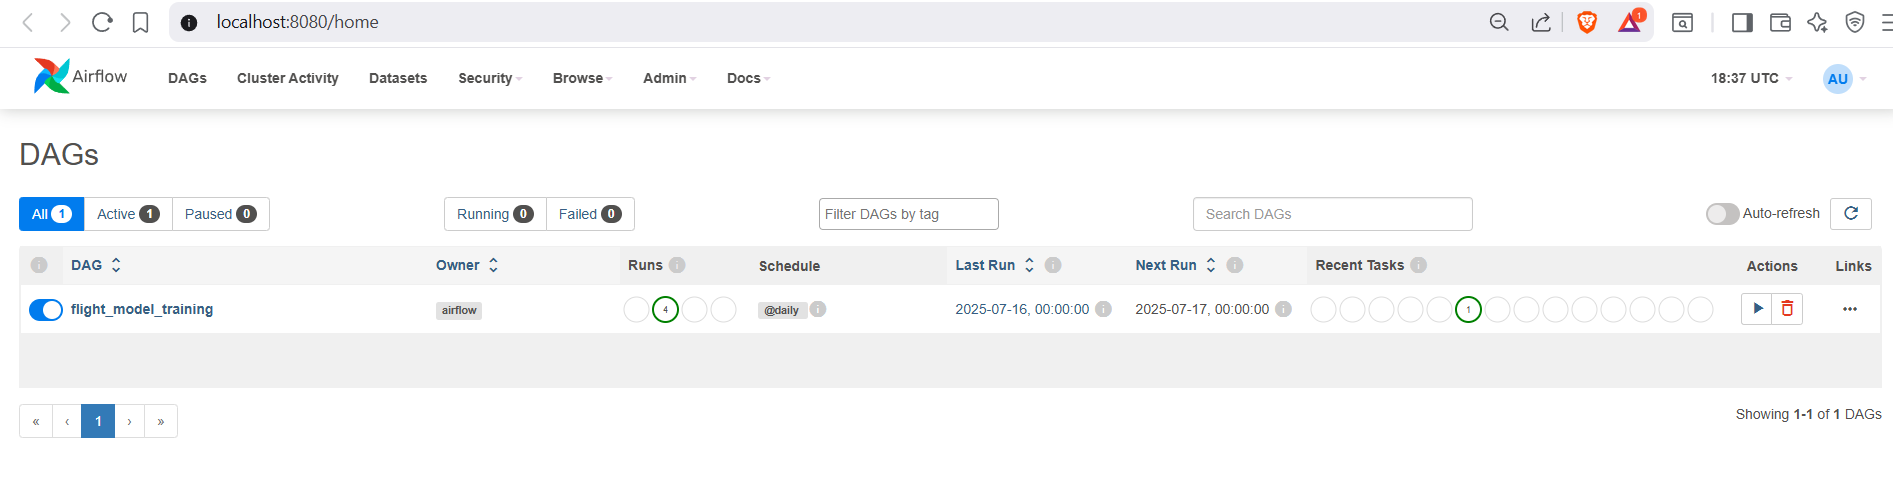 localhost:8080/home
1
Airflow DAGs Cluster Activity Datasets Security Browse Admin Docs 18:37 UTC AU
DAGs
All 1 Active 1 Paused 0 Running 0 Failed 0 Filter DAGs by tag Search DAGs Auto-refresh
i DAG Owner Runs i Schedule Last Run i Next Run i Recent Tasks i Actions Links
flight_model_training airflow 4 @daily i 2025-07-16, 00:00:00 i 2025-07-17, 00:00:00 i 1 ...
« ‹ 1 › »
Showing 1-1 of 1 DAGs